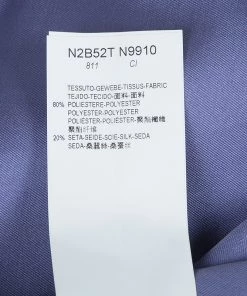 N2B52T N9910
811 CI
TESSUTO-GEWEBE-TISSUS-FABRIC
TEJIDO-TECIDO-面料-面料
80% POLIESTERE-POLYESTER
POLYESTER-POLYESTER
POLIESTER-POLIESTER-聚酯纖維
聚酯纤维
20% SETA-SEIDE-SOIE-SILK-SEDA
SEDA-桑蠶絲-桑蚕丝